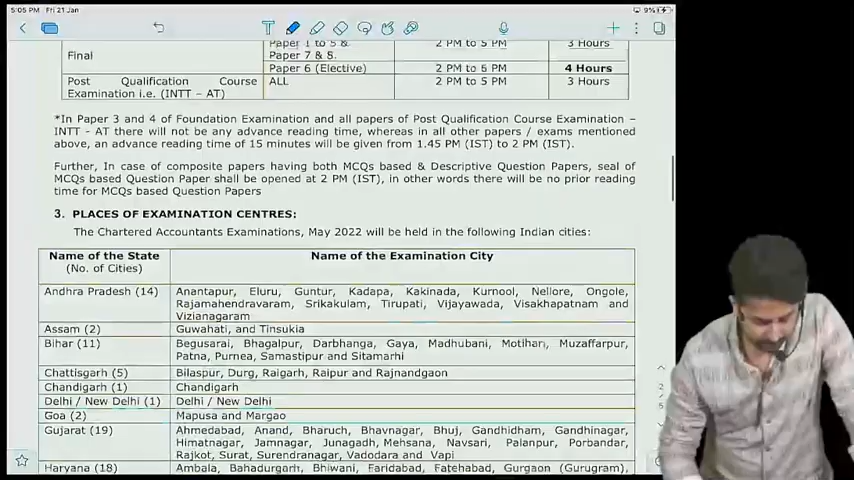 5:05 PM Fri 21 Jan
9%
T
Paper 1 to 5 &
2 PM to 5 PM
3 Hours
Final
Paper 7 & 8
Paper 6 (Elective)
2 PM to 6 PM
4 Hours
Post Qualification Course
ALL
2 PM to 5 PM
3 Hours
Examination i.e. (INTT – AT)
*In Paper 3 and 4 of Foundation Examination and all papers of Post Qualification Course Examination –
INTT - AT there will not be any advance reading time, whereas in all other papers / exams mentioned
above, an advance reading time of 15 minutes will be given from 1.45 PM (IST) to 2 PM (IST).
Further, In case of composite papers having both MCQs based & Descriptive Question Papers, seal of
MCQs based Question Paper shall be opened at 2 PM (IST), in other words there will be no prior reading
time for MCQs based Question Papers
3. PLACES OF EXAMINATION CENTRES:
The Chartered Accountants Examinations, May 2022 will be held in the following Indian cities:
Name of the State
(No. of Cities)
Name of the Examination City
Andhra Pradesh (14)
Anantapur, Eluru, Guntur, Kadapa, Kakinada, Kurnool, Nellore, Ongole,
Rajamahendravaram, Srikakulam, Tirupati, Vijayawada, Visakhapatnam and
Vizianagaram
Assam (2)
Guwahati, and Tinsukia
Bihar (11)
Begusarai, Bhagalpur, Darbhanga, Gaya, Madhubani, Motihari, Muzaffarpur,
Patna, Purnea, Samastipur and Sitamarhi
Chattisgarh (5)
Bilaspur, Durg, Raigarh, Raipur and Rajnandgaon
Chandigarh (1)
Chandigarh
Delhi / New Delhi (1)
Delhi / New Delhi
Goa (2)
Mapusa and Margao
Gujarat (19)
Ahmedabad, Anand, Bharuch, Bhavnagar, Bhuj, Gandhidham, Gandhinagar,
Himatnagar, Jamnagar, Junagadh, Mehsana, Navsari, Palanpur, Porbandar,
Rajkot, Surat, Surendranagar, Vadodara and Vapi
Haryana (18)
Ambala, Bahadurgarh, Bhiwani, Faridabad, Fatehabad, Gurgaon (Gurugram),
2
5